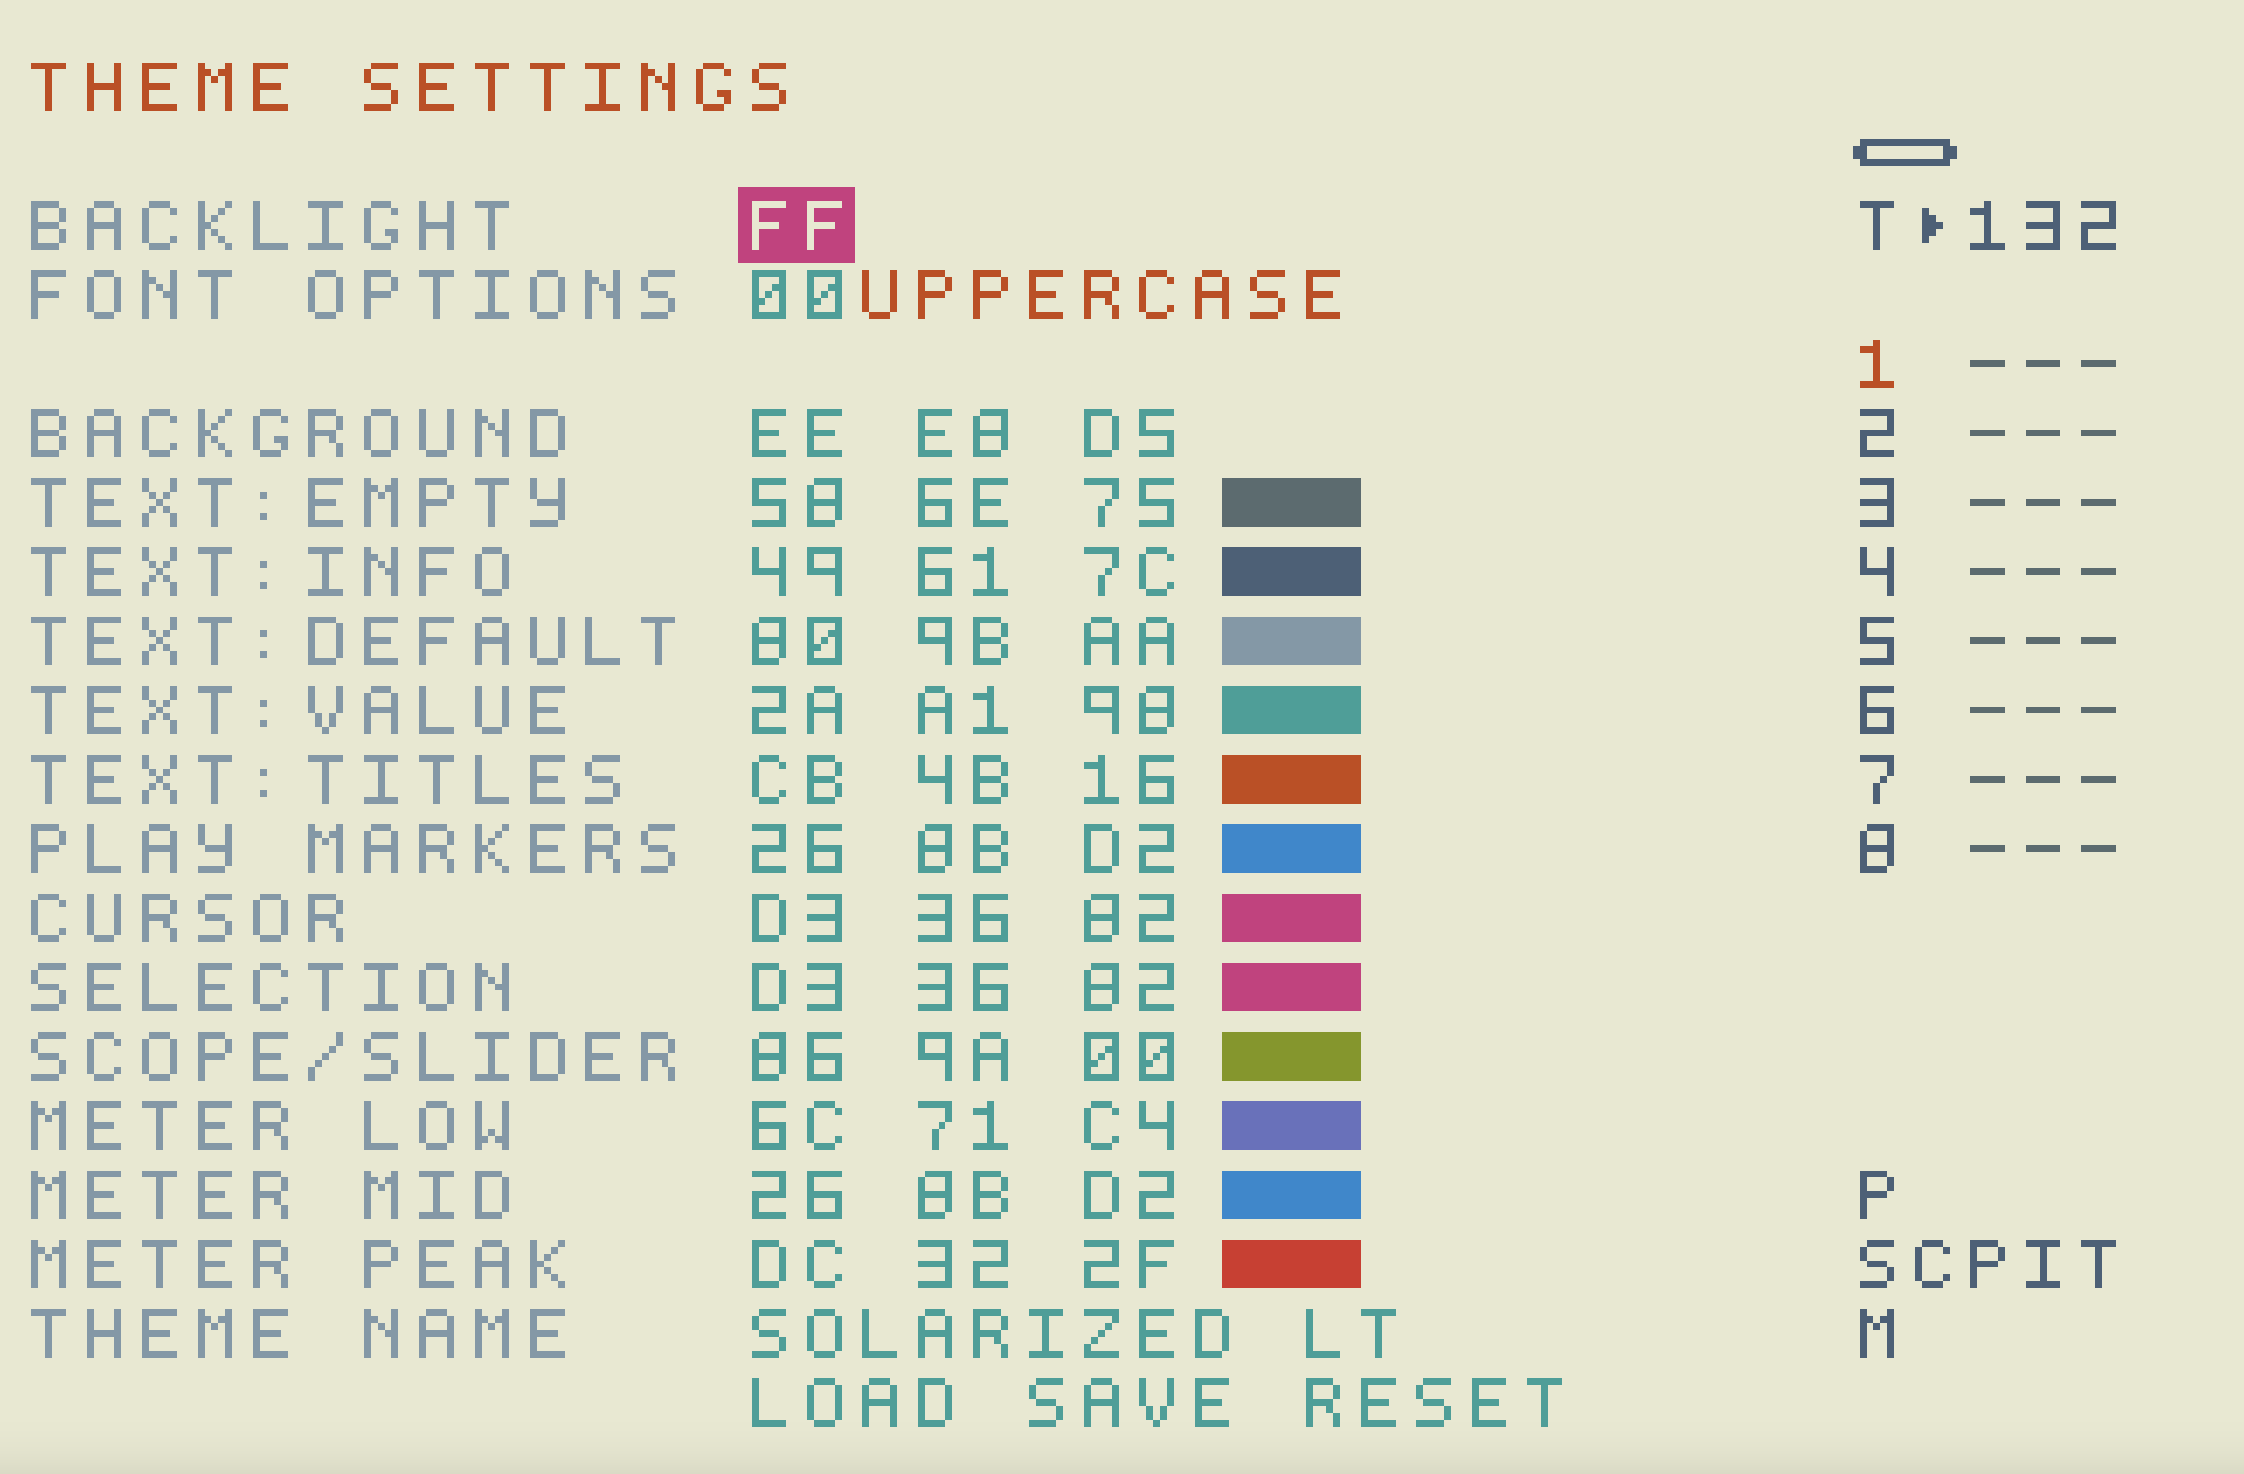 THEME SETTINGS
BACKLIGHT FF
FONT OPTIONS 00 UPPERCASE
BACKGROUND EE E8 D5
TEXT:EMPTY 58 6E 75
TEXT:INFO 49 61 7C
TEXT:DEFAULT 80 9B AA
TEXT:VALUE 2A A1 98
TEXT:TITLES CB 4B 16
PLAY MARKERS 26 8B D2
CURSOR D3 36 82
SELECTION D3 36 82
SCOPE/SLIDER 86 9A 00
METER LOW 6C 71 C4
METER MID 26 8B D2
METER PEAK DC 32 2F
THEME NAME SOLARIZED LT
LOAD SAVE RESET
T▶132
1 ---
2 ---
3 ---
4 ---
5 ---
6 ---
7 ---
8 ---
P
SCPIT
M